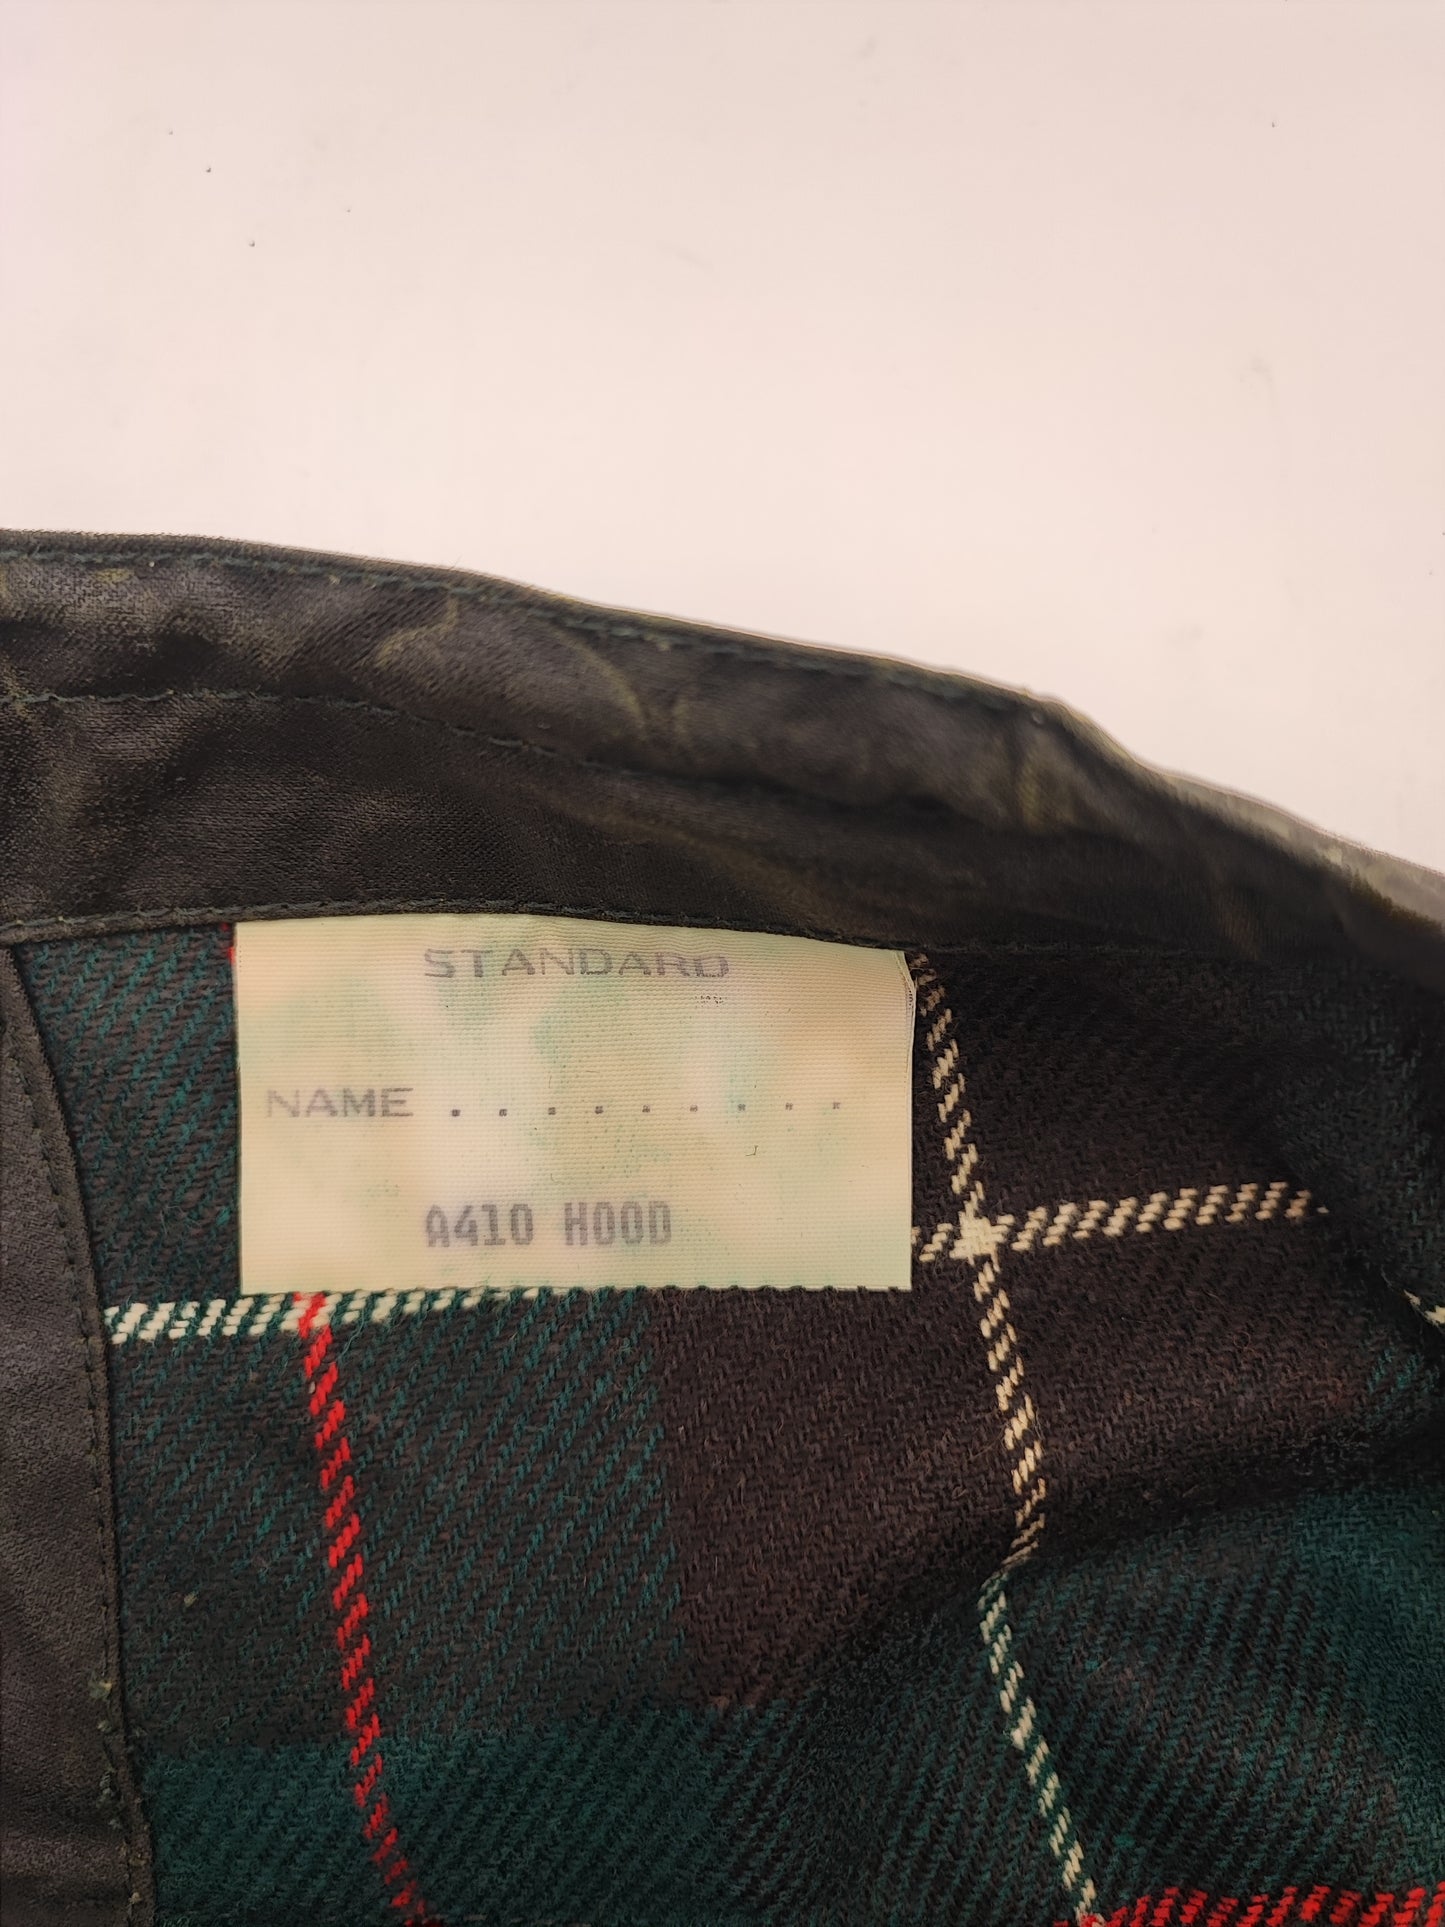 STANDARD
NAME ..........
A410 HOOD